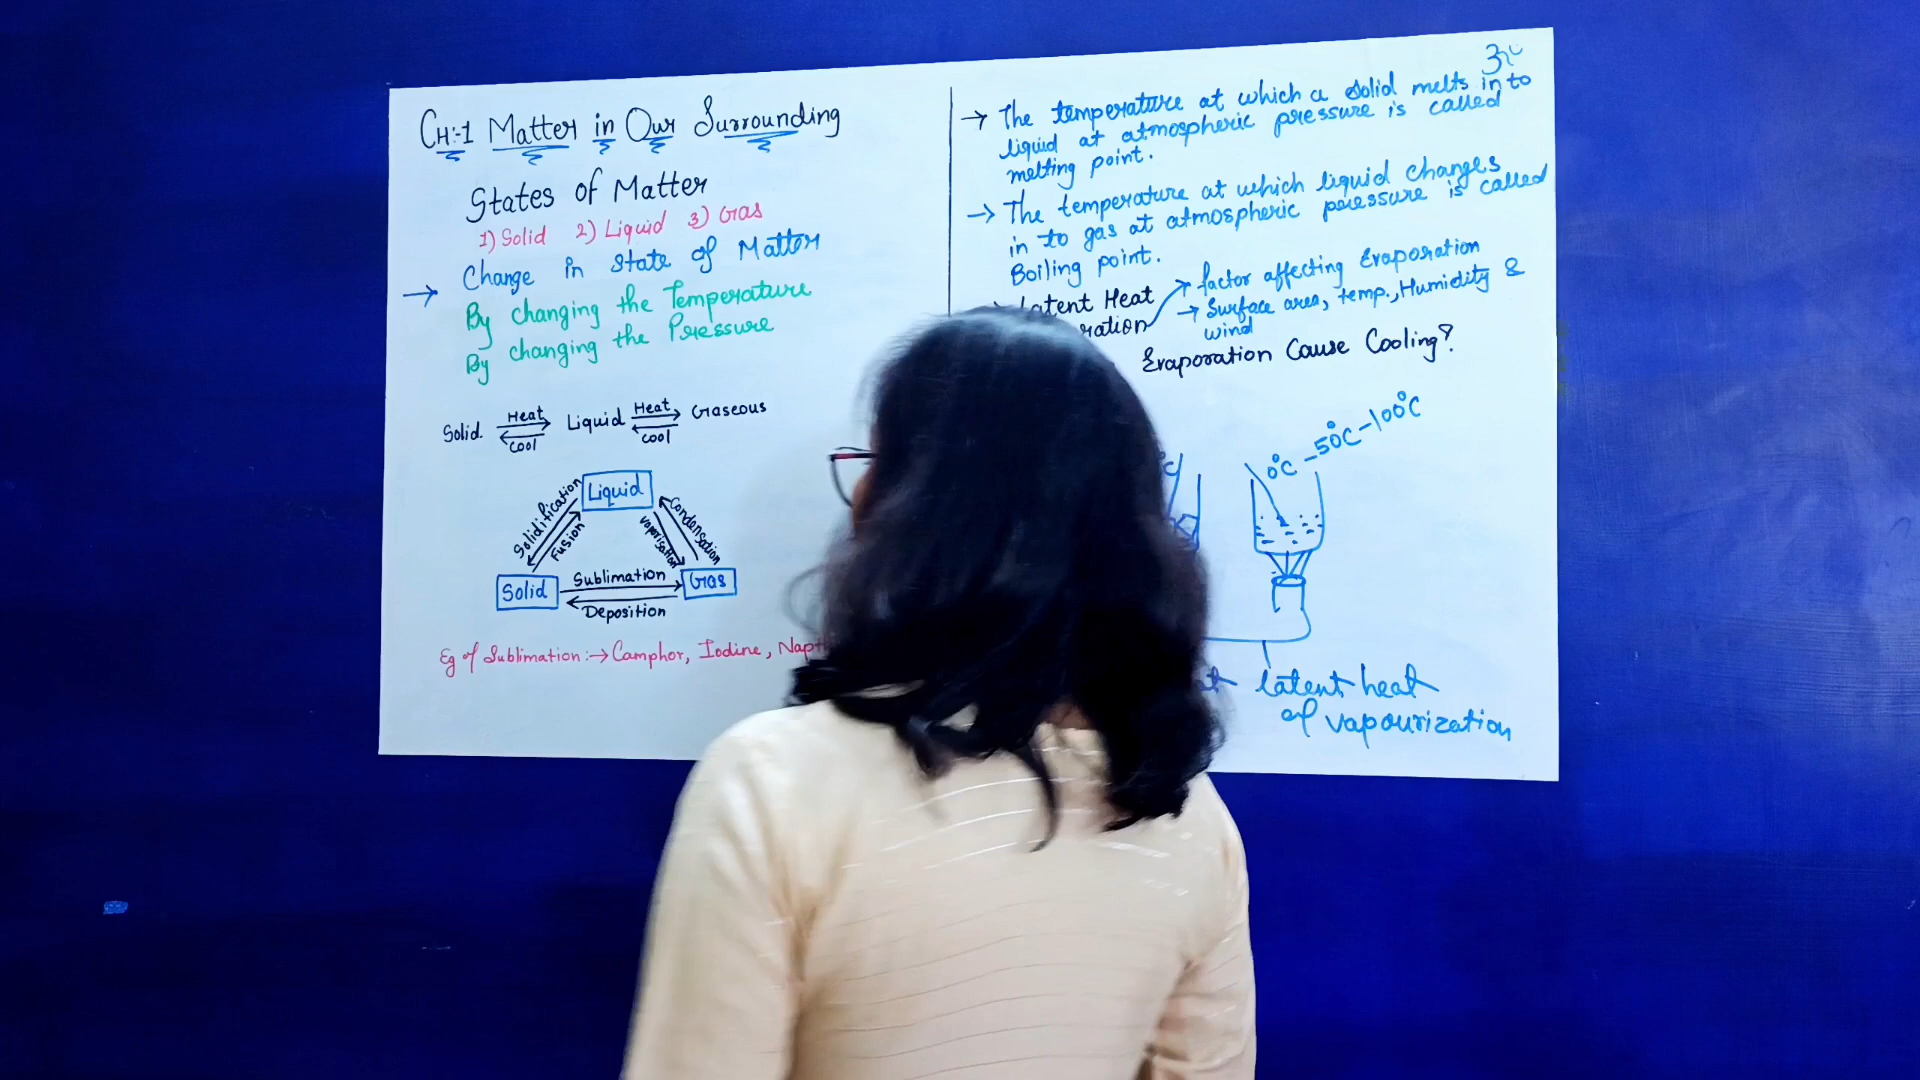 CH:-1 Matter in Our Surrounding
States of Matter
1) Solid 2) Liquid 3) Gas
→ Change in State of Matter
By changing the Temperature
By changing the Pressure
Solid. Heat Cool Liquid Heat Cool Gaseous
Liquid
Solidification Fusion Vaporisation Condensation
Solid Sublimation Gas
Deposition
Eg of Sublimation :→ Camphor, Iodine,
→ The temperature at which a solid melts in to
liquid at atmospheric pressure is called
melting point.
→ The temperature at which liquid changes
in to gas at atmospheric pressure is called
Boiling point.
Latent Heat
→ factor affecting Evaporation
→ Surface area, temp., Humidity &
wind
Evaporation Cause Cooling?
0°C - 50°C - 100°C
latent heat
of vapourization